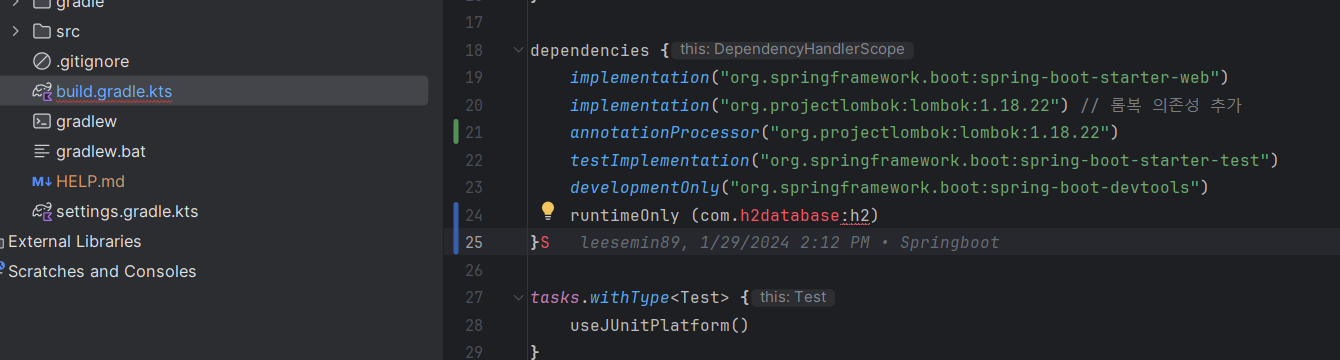 gradle
src
.gitignore
build.gradle.kts
gradlew
gradlew.bat
M↓ HELP.md
settings.gradle.kts
External Libraries
Scratches and Consoles
17
18 dependencies { this: DependencyHandlerScope
19 implementation("org.springframework.boot:spring-boot-starter-web")
20 implementation("org.projectlombok:lombok:1.18.22") // 롬복 의존성 추가
21 annotationProcessor("org.projectlombok:lombok:1.18.22")
22 testImplementation("org.springframework.boot:spring-boot-starter-test")
23 developmentOnly("org.springframework.boot:spring-boot-devtools")
24 runtimeOnly (com.h2database:h2)
25 }S leesemin89, 1/29/2024 2:12 PM • Springboot
26
27 tasks.withType<Test> { this: Test
28 useJUnitPlatform()
29 }